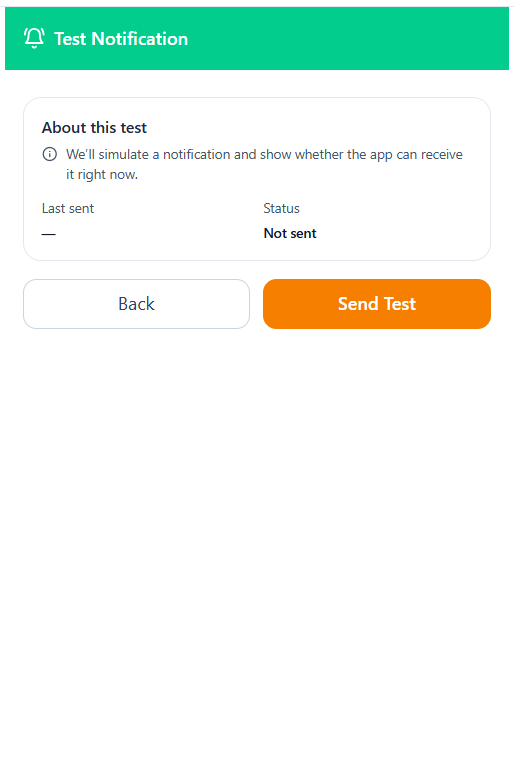 Test Notification
About this test
We’ll simulate a notification and show whether the app can receive
it right now.
Last sent
Status
—
Not sent
Back
Send Test